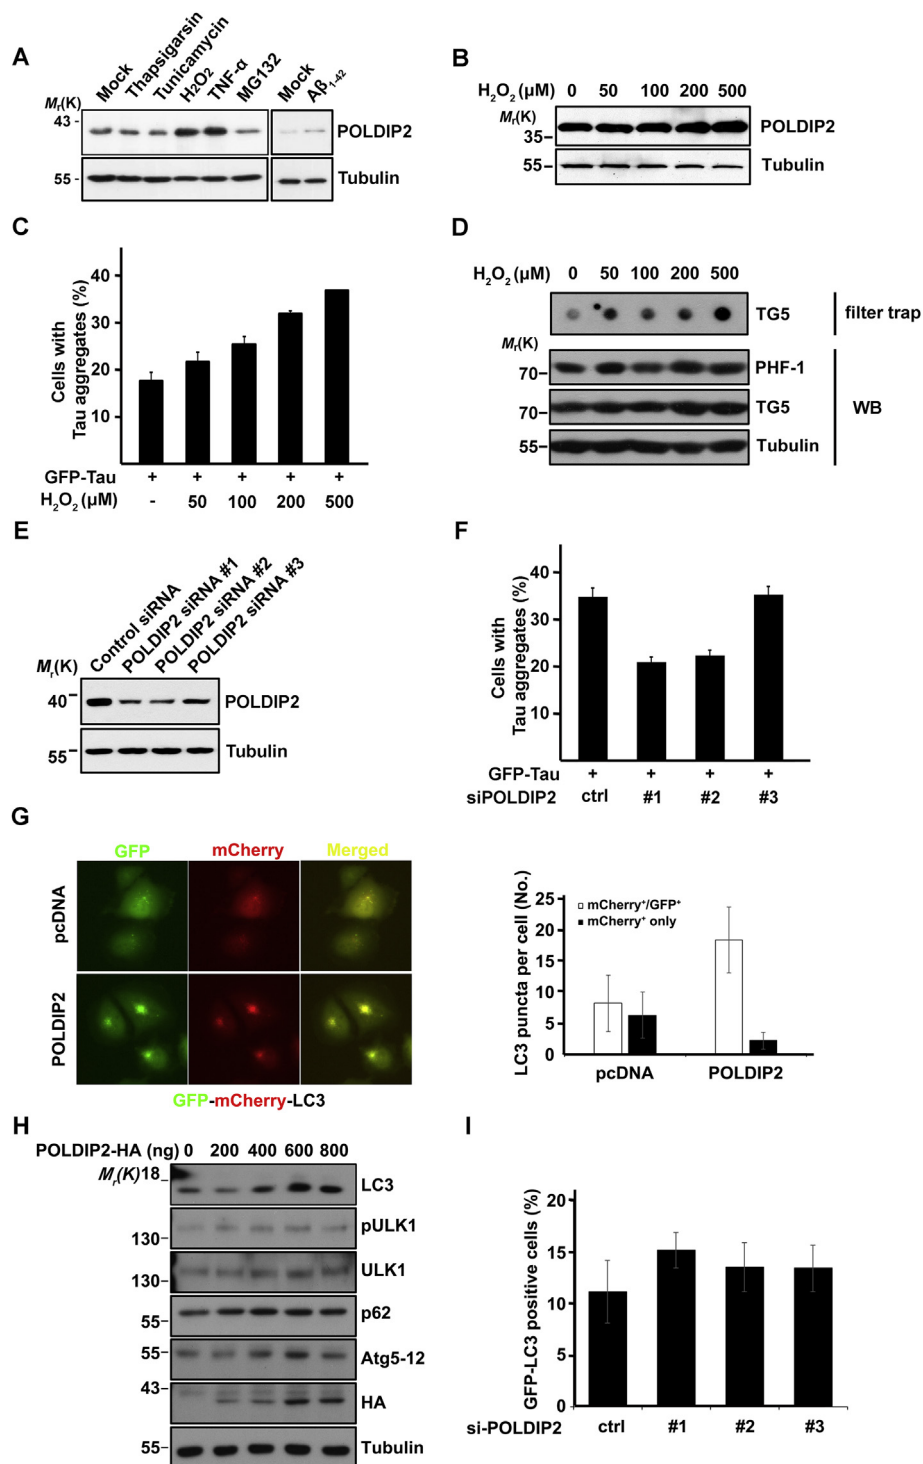 A
Mock
Thapsigarsin
Tunicamycin
H2O2
TNF-α
MG132
Mock
Aβ1-42
Mr(K)
43
POLDIP2
55
Tubulin
B
H2O2 (μM) 0 50 100 200 500
Mr(K)
35
POLDIP2
55
Tubulin
C
Cells with
Tau aggregates (%)
40
30
20
10
GFP-Tau + + + + +
H2O2 (μM) - 50 100 200 500
D
H2O2 (μM) 0 50 100 200 500
TG5
filter trap
Mr(K)
70
PHF-1
70
TG5
WB
55
Tubulin
E
Control siRNA
POLDIP2 siRNA #1
POLDIP2 siRNA #2
POLDIP2 siRNA #3
Mr(K)
40
POLDIP2
55
Tubulin
F
Cells with
Tau aggregates (%)
40
30
20
10
GFP-Tau + + + +
siPOLDIP2 ctrl #1 #2 #3
G
GFP mCherry Merged
pcDNA
POLDIP2
GFP-mCherry-LC3
LC3 puncta per cell (No.)
25
20
15
10
5
0
mCherry+/GFP+
mCherry+ only
pcDNA POLDIP2
H
POLDIP2-HA (ng) 0 200 400 600 800
Mr(K) 18
LC3
pULK1
130
ULK1
130
p62
55
55
Atg5-12
43
HA
55
Tubulin
I
GFP-LC3 positive cells (%)
20
15
10
5
0
si-POLDIP2 ctrl #1 #2 #3